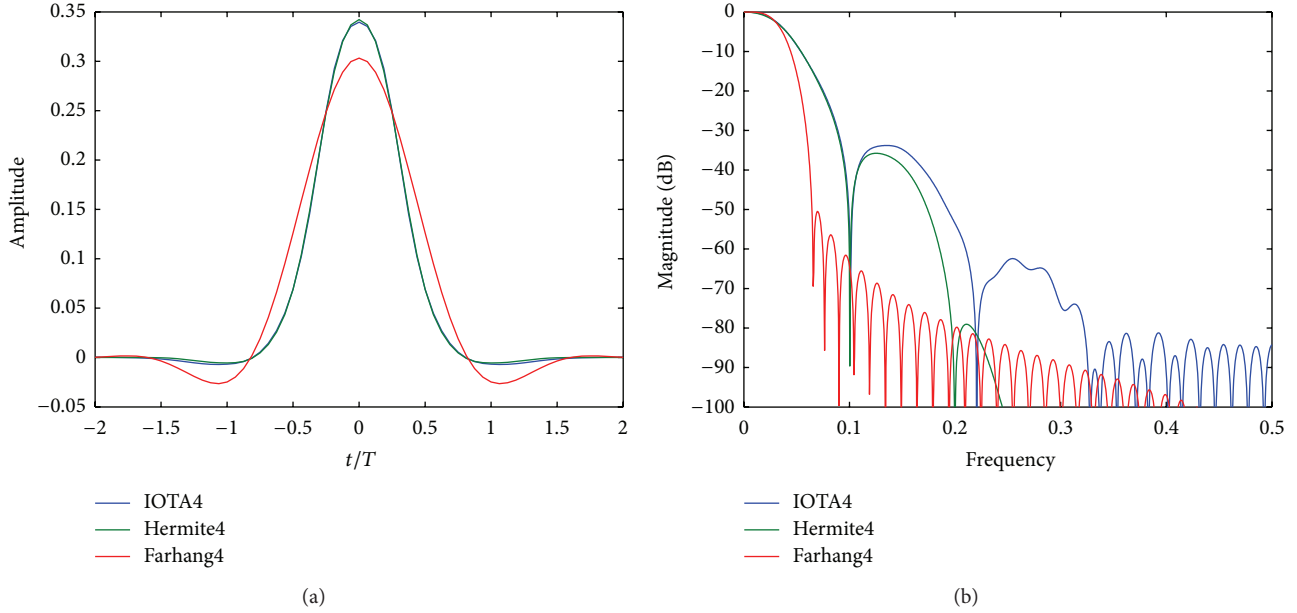 0.35
0.3
0.25
0.2
0.15
0.1
0.05
0
−0.05
Amplitude
−2 −1.5 −1 −0.5 0 0.5 1 1.5 2
t/T
IOTA4
Hermite4
Farhang4
(a)
0
−10
−20
−30
−40
−50
−60
−70
−80
−90
−100
Magnitude (dB)
0 0.1 0.2 0.3 0.4 0.5
Frequency
IOTA4
Hermite4
Farhang4
(b)